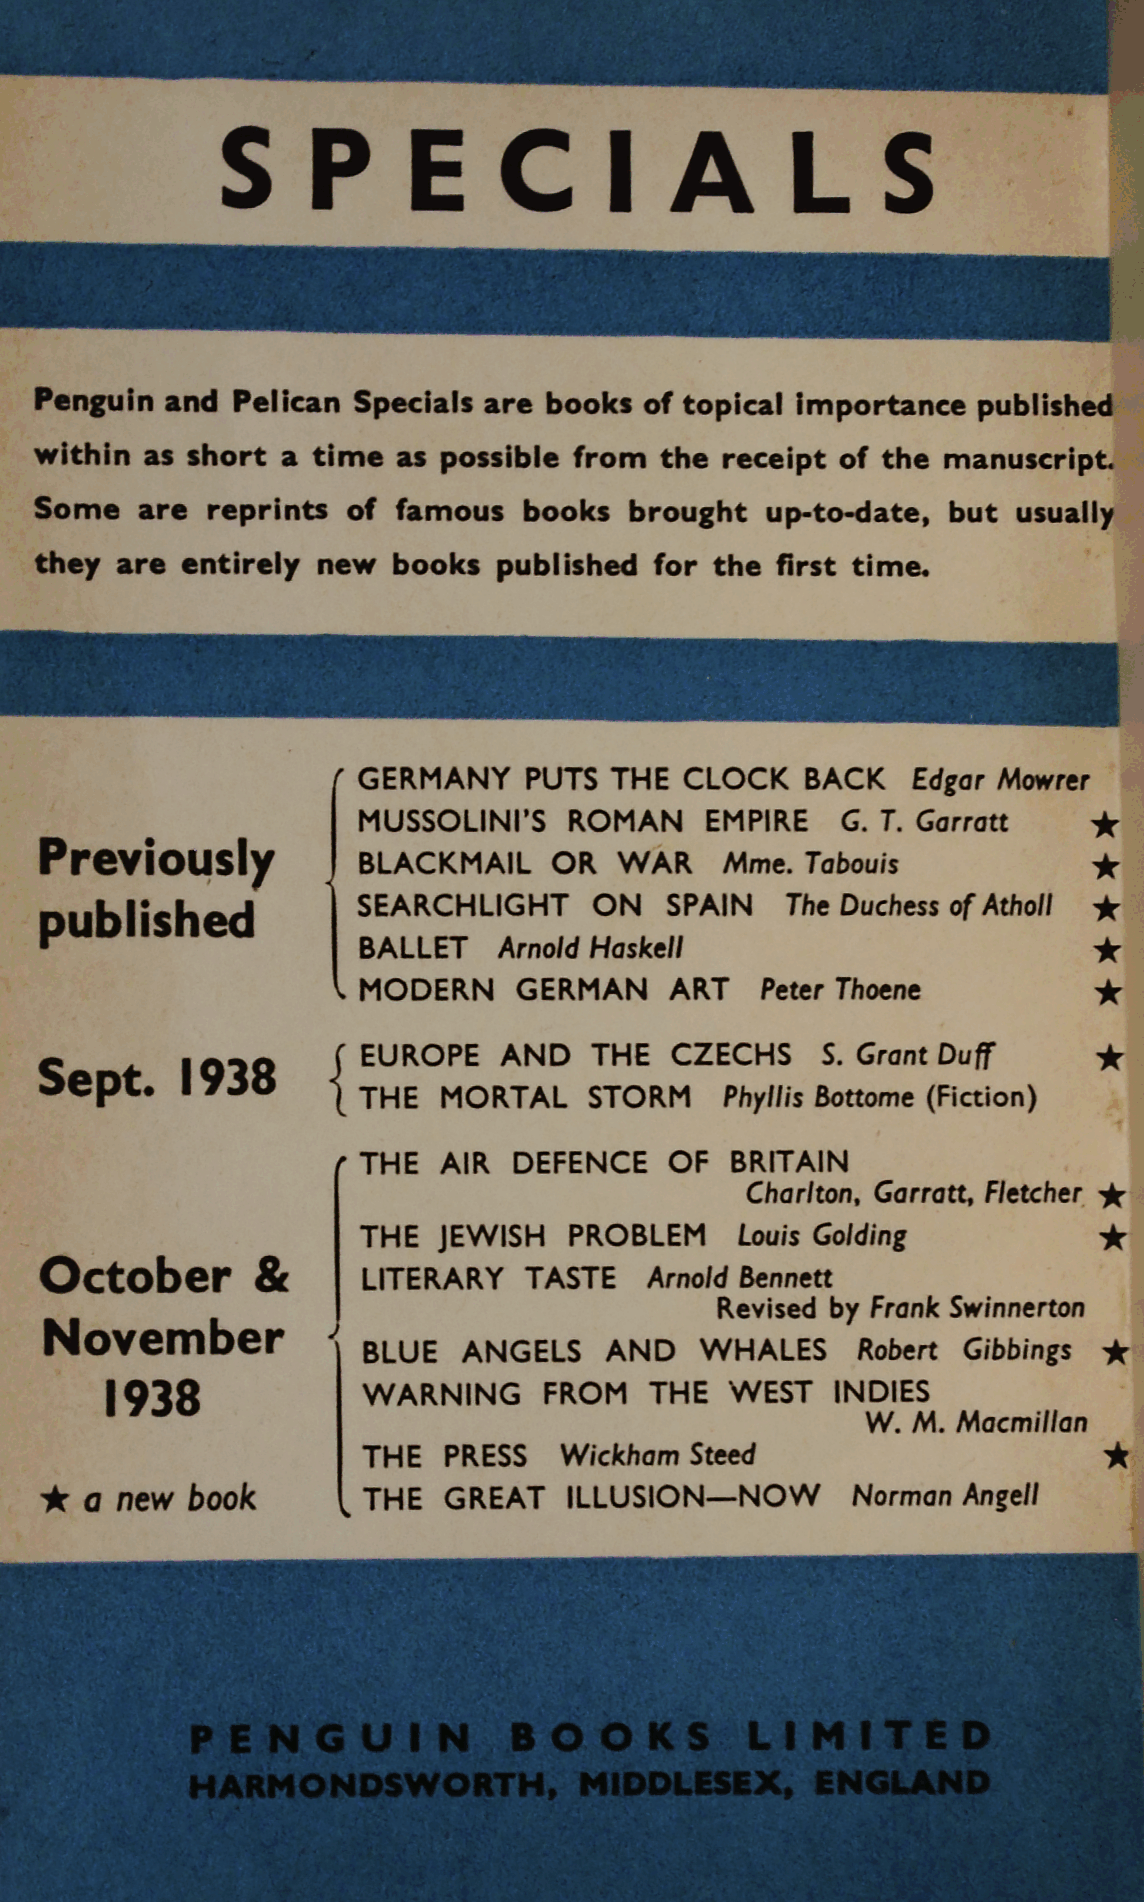 SPECIALS
Penguin and Pelican Specials are books of topical importance published
within as short a time as possible from the receipt of the manuscript.
Some are reprints of famous books brought up-to-date, but usually
they are entirely new books published for the first time.
Previously
published
GERMANY PUTS THE CLOCK BACK Edgar Mowrer
MUSSOLINI'S ROMAN EMPIRE G. T. Garratt ★
BLACKMAIL OR WAR Mme. Tabouis ★
SEARCHLIGHT ON SPAIN The Duchess of Atholl ★
BALLET Arnold Haskell ★
MODERN GERMAN ART Peter Thoene ★
Sept. 1938
EUROPE AND THE CZECHS S. Grant Duff ★
THE MORTAL STORM Phyllis Bottome (Fiction)
October &
November
1938
THE AIR DEFENCE OF BRITAIN
Charlton, Garratt, Fletcher ★
THE JEWISH PROBLEM Louis Golding ★
LITERARY TASTE Arnold Bennett
Revised by Frank Swinnerton
BLUE ANGELS AND WHALES Robert Gibbings ★
WARNING FROM THE WEST INDIES
W. M. Macmillan
THE PRESS Wickham Steed ★
THE GREAT ILLUSION—NOW Norman Angell
★ a new book
PENGUIN BOOKS LIMITED
HARMONDSWORTH, MIDDLESEX, ENGLAND